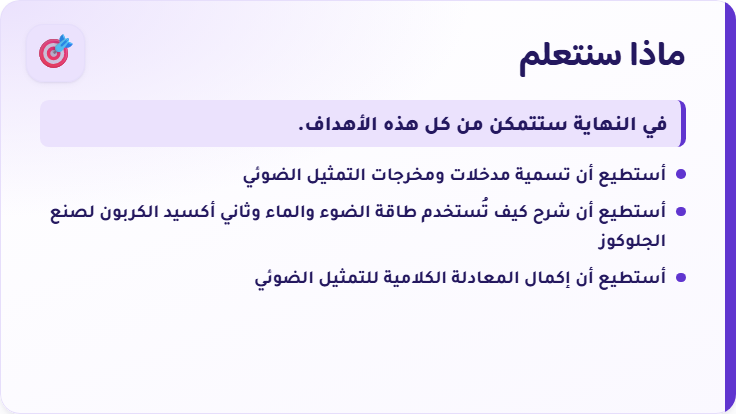 ماذا سنتعلم
في النهاية ستتمكن من كل هذه الأهداف.
أستطيع أن تسمية مدخلات ومخرجات التمثيل الضوئي
أستطيع أن شرح كيف تُستخدم طاقة الضوء والماء وثاني أكسيد الكربون لصنع
الجلوكوز
أستطيع أن إكمال المعادلة الكلامية للتمثيل الضوئي